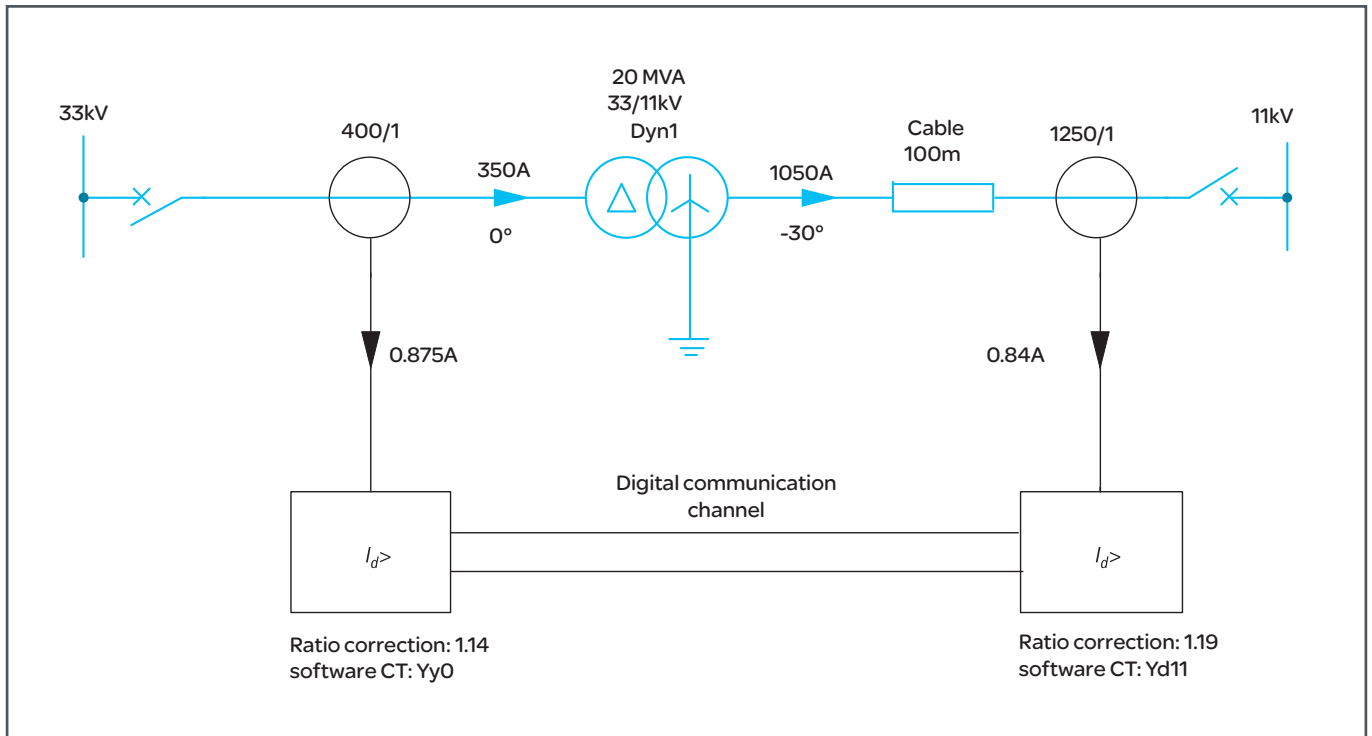 20 MVA
33/11kV
Dyn1
33kV
400/1
Cable
100m
1250/1
11kV
350A
1050A
0°
-30°
0.875A
0.84A
Digital communication
channel
Id>
Id>
Ratio correction: 1.14
software CT: Yy0
Ratio correction: 1.19
software CT: Yd11